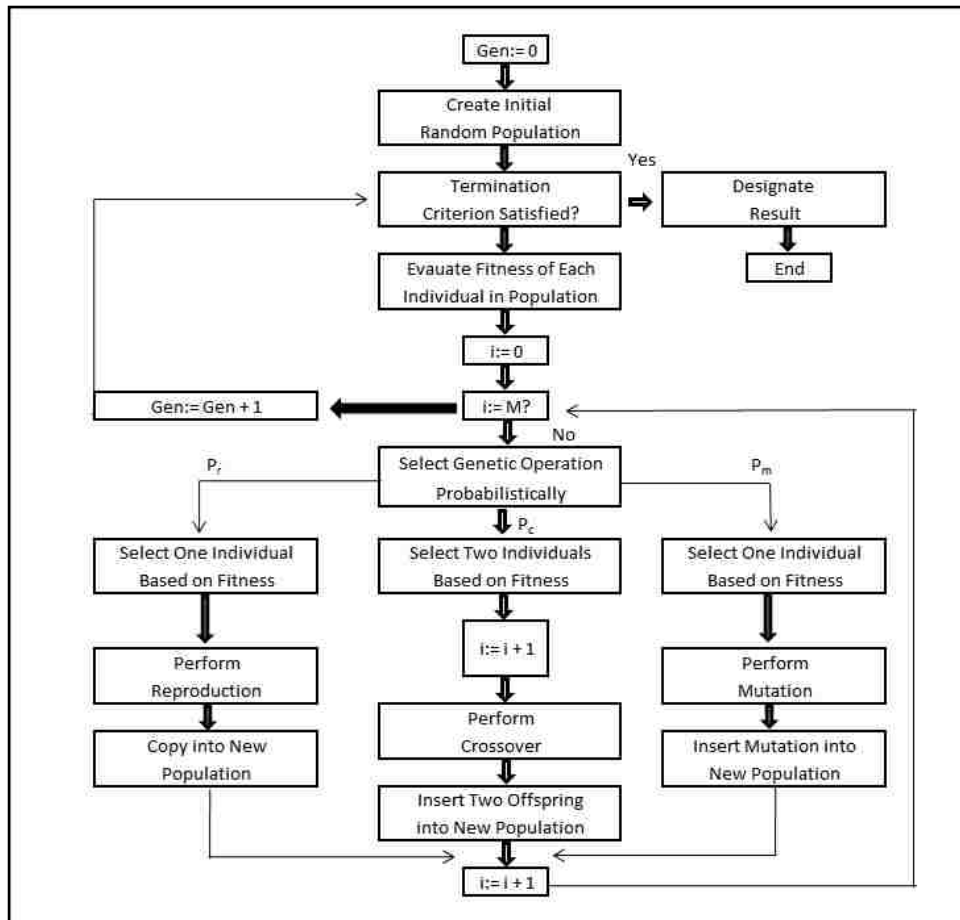 Gen:= 0
Create Initial
Random Population
Yes
Termination
Criterion Satisfied?
Designate
Result
Evauate Fitness of Each
Individual in Population
End
i:= 0
Gen:= Gen + 1
i:= M?
No
Select Genetic Operation
Probabilistically
Pr
Pm
Pc
Select One Individual
Based on Fitness
Select Two Individuals
Based on Fitness
Select One Individual
Based on Fitness
i:= i + 1
Perform
Reproduction
Perform
Mutation
Perform
Crossover
Copy into New
Population
Insert Mutation into
New Population
Insert Two Offspring
into New Population
i:= i + 1